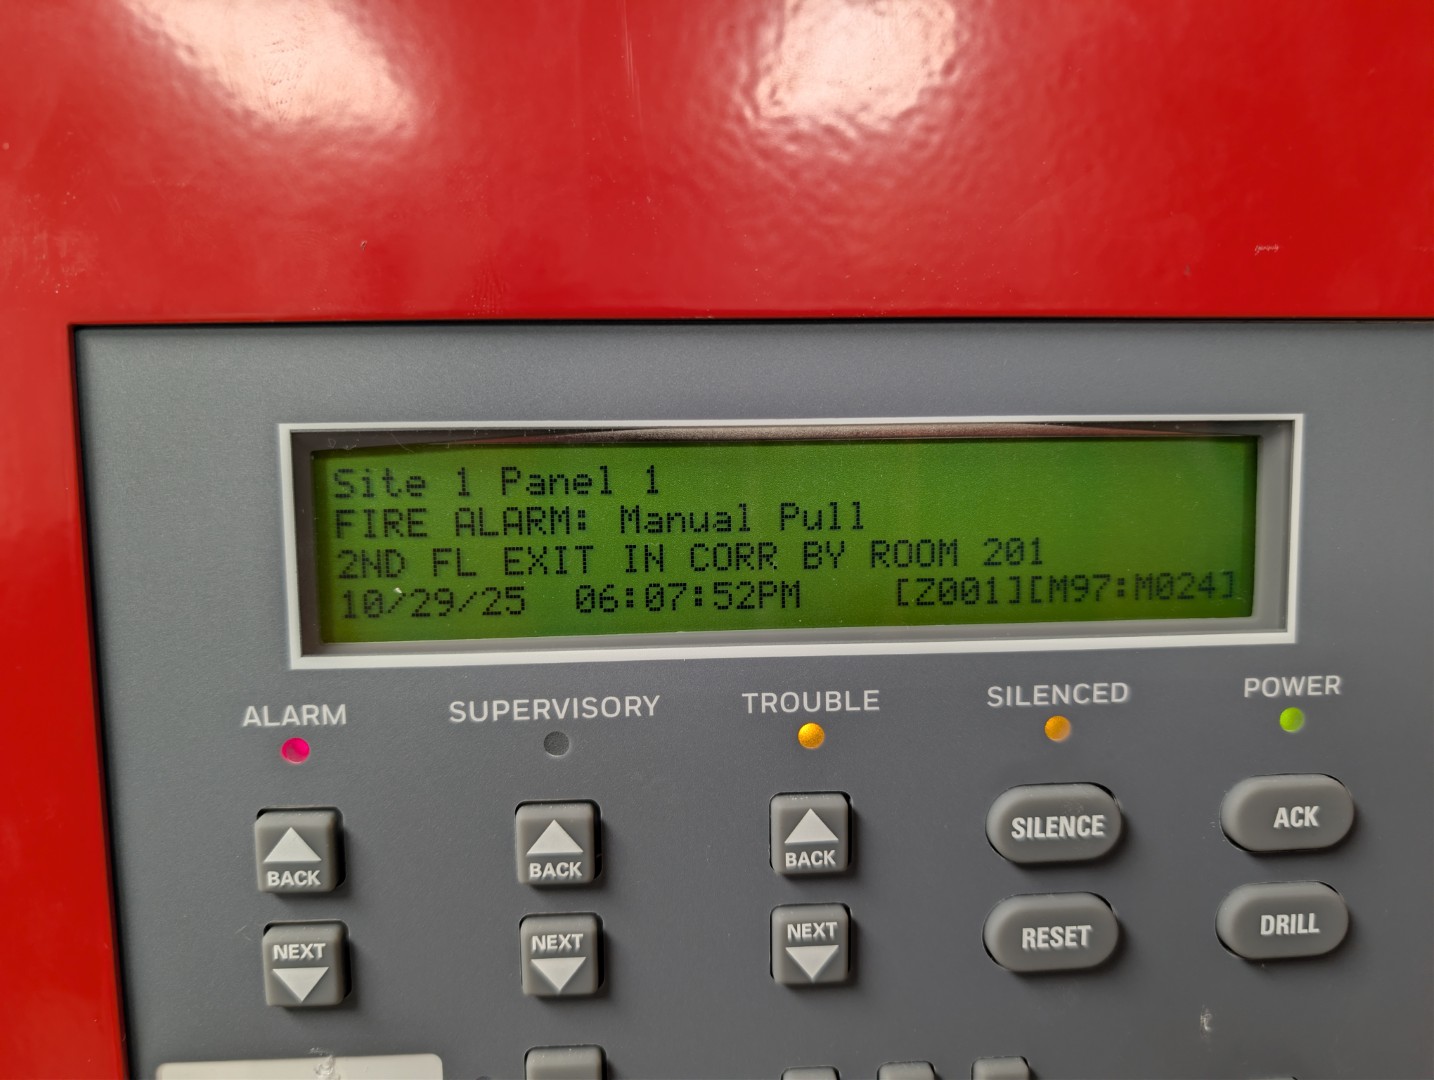 Site 1 Panel 1
FIRE ALARM: Manual Pull
2ND FL EXIT IN CORR BY ROOM 201
10/29/25 06:07:52PM [Z001][M97:M024]
ALARM SUPERVISORY TROUBLE SILENCED POWER
BACK BACK BACK SILENCE ACK
NEXT NEXT NEXT RESET DRILL